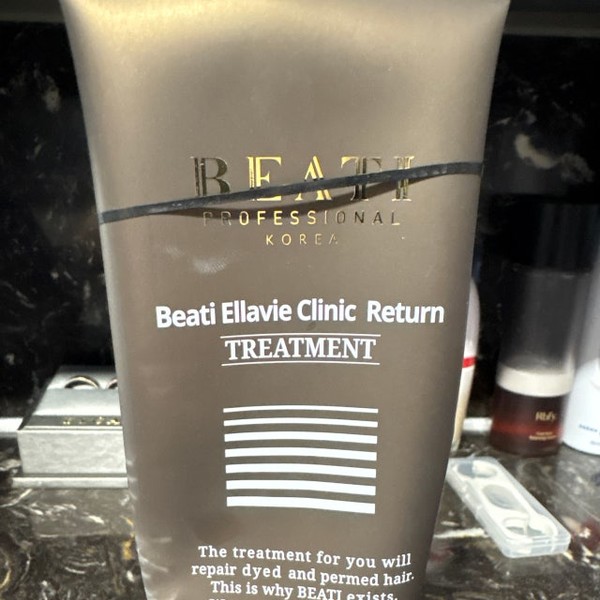 BEATI
PROFESSIONAL
KOREA
Beati Ellavie Clinic Return
TREATMENT
The treatment for you will
repair dyed and permed hair.
This is why BEATI exists.